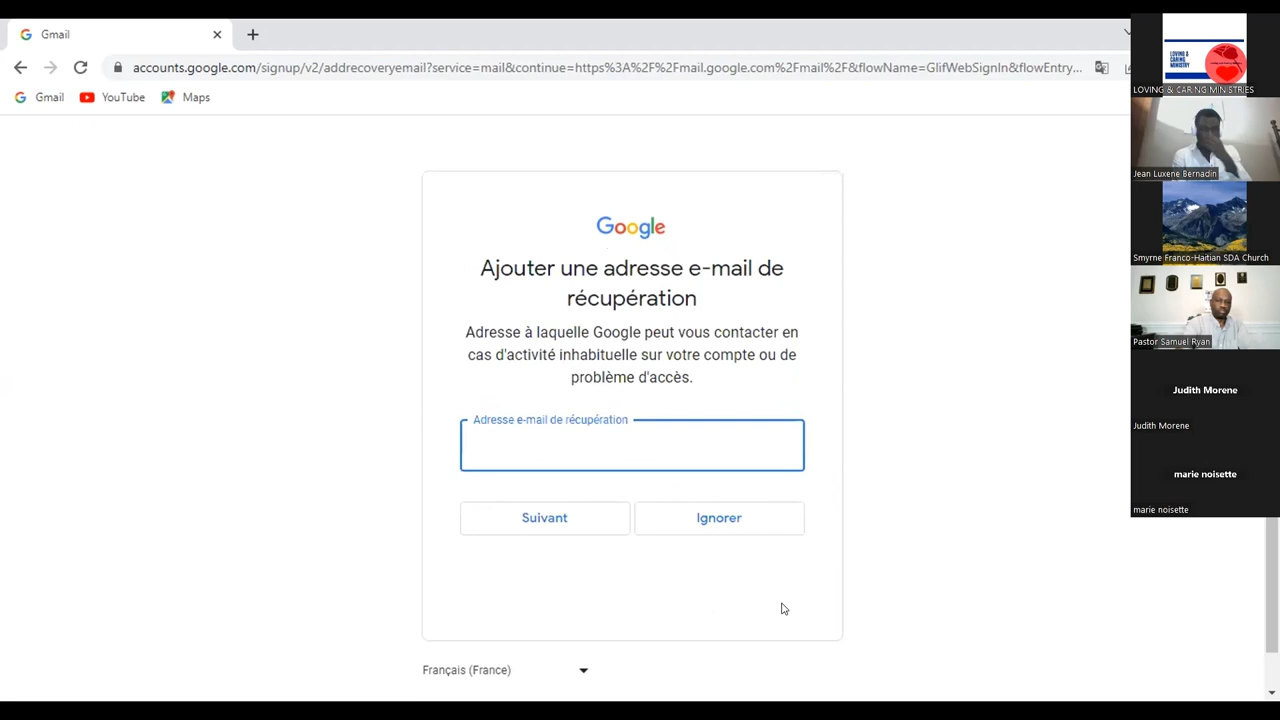 Gmail
accounts.google.com/signup/v2/addrecoveryemail?service=mail&continue=https%3A%2F%2Fmail.google.com%2Fmail%2F&flowName=GlifWebSignIn&flowEntry...
Gmail
YouTube
Maps
Google
Ajouter une adresse e-mail de
récupération
Adresse à laquelle Google peut vous contacter en
cas d'activité inhabituelle sur votre compte ou de
problème d'accès.
Adresse e-mail de récupération
Suivant
Ignorer
Français (France)
LOVING &
CARING
MINISTRY
LOVING & CARING MINISTRIES
Jean Luxene Bernadin
Smyrne Franco-Haitian SDA Church
Pastor Samuel Ryan
Judith Morene
Judith Morene
marie noisette
marie noisette